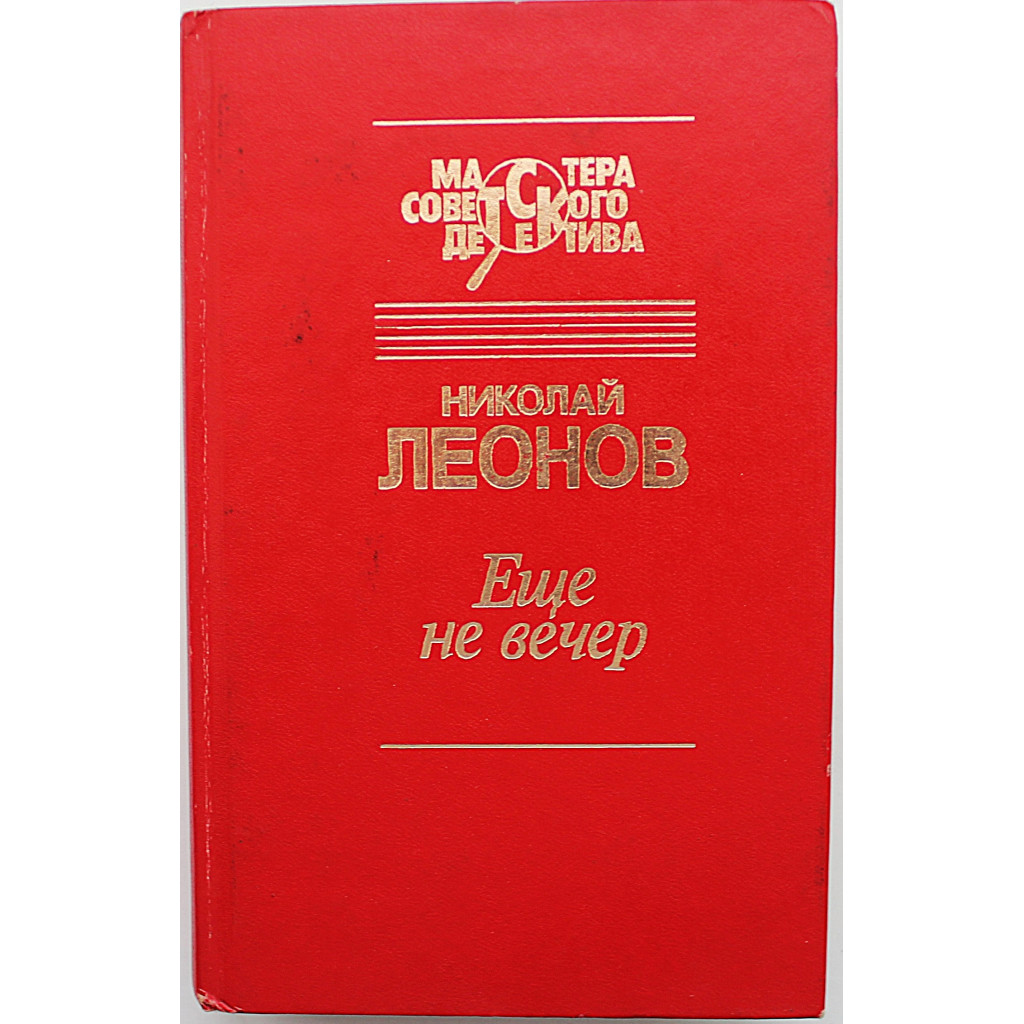 МАСТЕРА
СОВЕТСКОГО
ДЕТЕКТИВА
НИКОЛАЙ
ЛЕОНОВ
Еще
не вечер